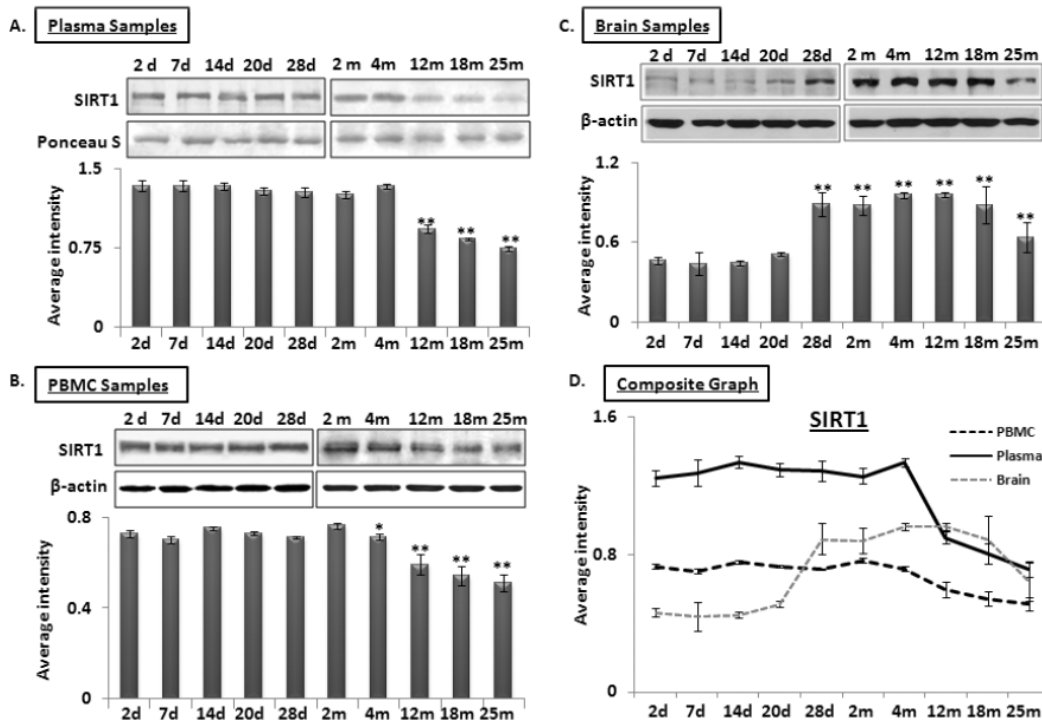 A. Plasma Samples
2 d 7d 14d 20d 28d 2 m 4m 12m 18m 25m
SIRT1
Ponceau S
1.5
0.75
0
Average intensity
** ** **
2d 7d 14d 20d 28d 2m 4m 12m 18m 25m
B. PBMC Samples
2 d 7d 14d 20d 28d 2 m 4m 12m 18m 25m
SIRT1
β-actin
0.8
0.4
0
Average intensity
* ** ** **
2d 7d 14d 20d 28d 2m 4m 12m 18m 25m
C. Brain Samples
2 d 7d 14d 20d 28d 2 m 4m 12m 18m 25m
SIRT1
β-actin
1.2
0.6
0
Average intensity
** ** ** ** ** **
2d 7d 14d 20d 28d 2m 4m 12m 18m 25m
D. Composite Graph
SIRT1
PBMC
Plasma
Brain
1.6
0.8
0.0
Average intensity
2d 7d 14d 20d 28d 2m 4m 12m 18m 25m